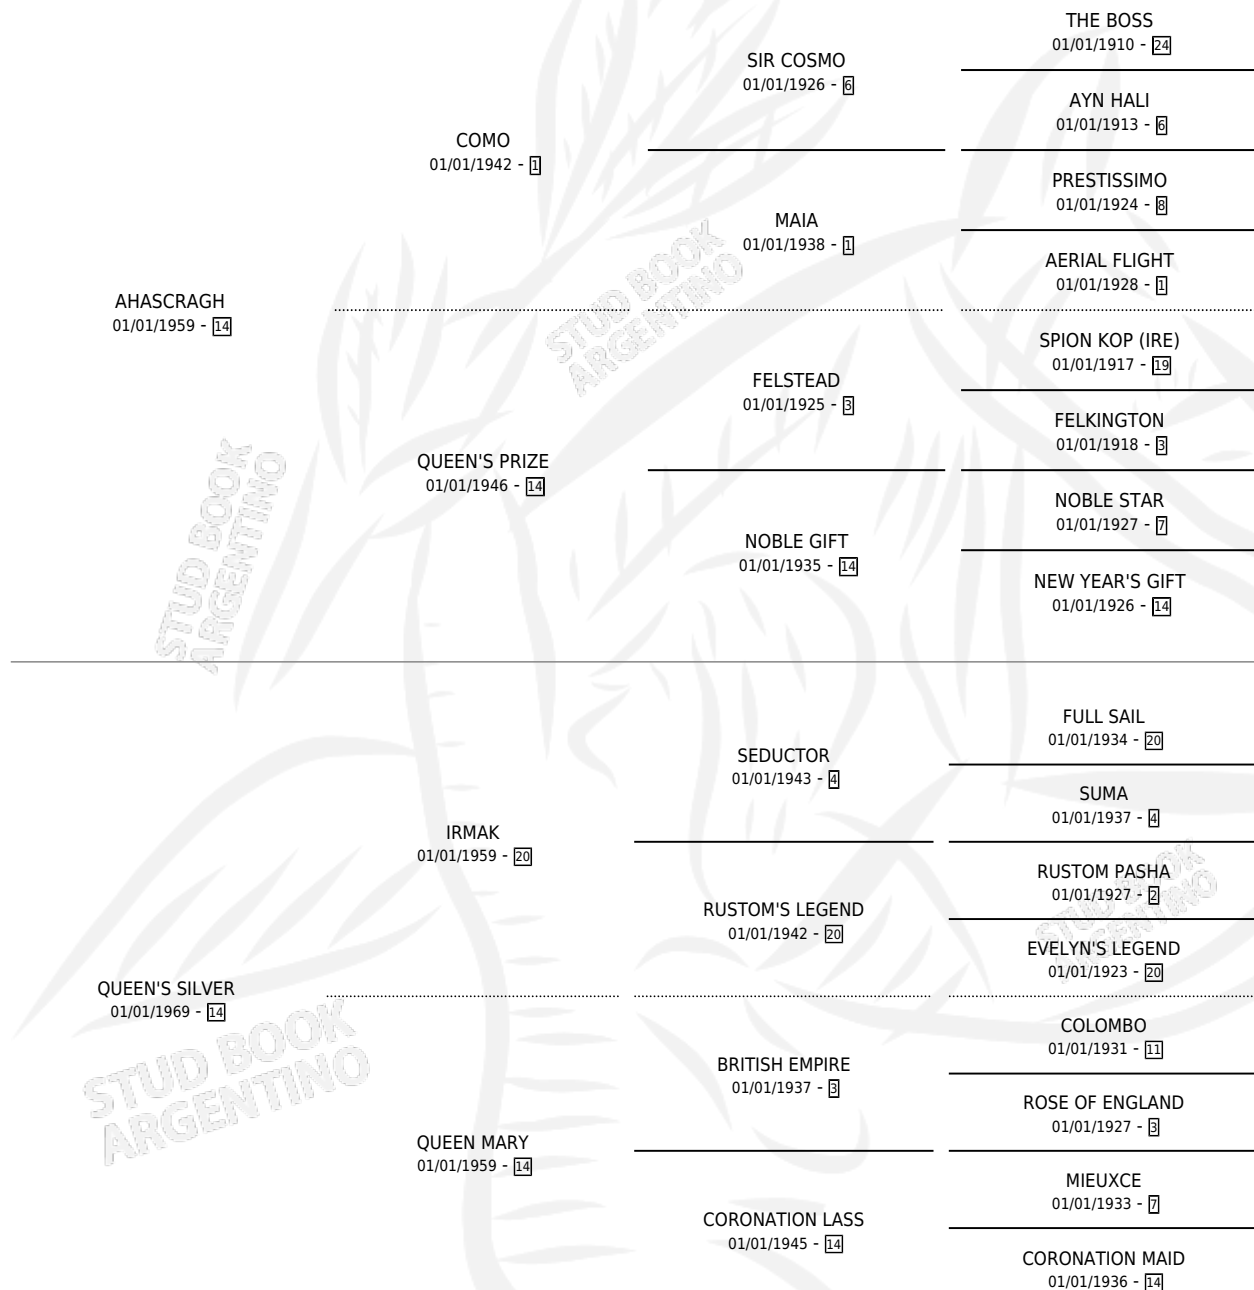 THE BOSS
01/01/1910 - 24
SIR COSMO
01/01/1926 - 6
AYN HALI
01/01/1913 - 6
COMO
01/01/1942 - 1
PRESTISSIMO
01/01/1924 - 8
MAIA
01/01/1938 - 1
AERIAL FLIGHT
01/01/1928 - 1
AHASCRAGH
01/01/1959 - 14
SPION KOP (IRE)
01/01/1917 - 19
FELSTEAD
01/01/1925 - 3
FELKINGTON
01/01/1918 - 3
QUEEN'S PRIZE
01/01/1946 - 14
NOBLE STAR
01/01/1927 - 7
NOBLE GIFT
01/01/1935 - 14
NEW YEAR'S GIFT
01/01/1926 - 14
FULL SAIL
01/01/1934 - 20
SEDUCTOR
01/01/1943 - 4
SUMA
01/01/1937 - 4
IRMAK
01/01/1959 - 20
RUSTOM PASHA
01/01/1927 - 2
RUSTOM'S LEGEND
01/01/1942 - 20
EVELYN'S LEGEND
01/01/1923 - 20
QUEEN'S SILVER
01/01/1969 - 14
COLOMBO
01/01/1931 - 11
BRITISH EMPIRE
01/01/1937 - 3
ROSE OF ENGLAND
01/01/1927 - 3
QUEEN MARY
01/01/1959 - 14
MIEUXCE
01/01/1933 - 7
CORONATION LASS
01/01/1945 - 14
CORONATION MAID
01/01/1936 - 14
STUD BOOK
ARGENTINO
STUD BOOK
ARGENTINO
STUD BOOK
ARGENTINO
STUD BOOK
ARGENTINO